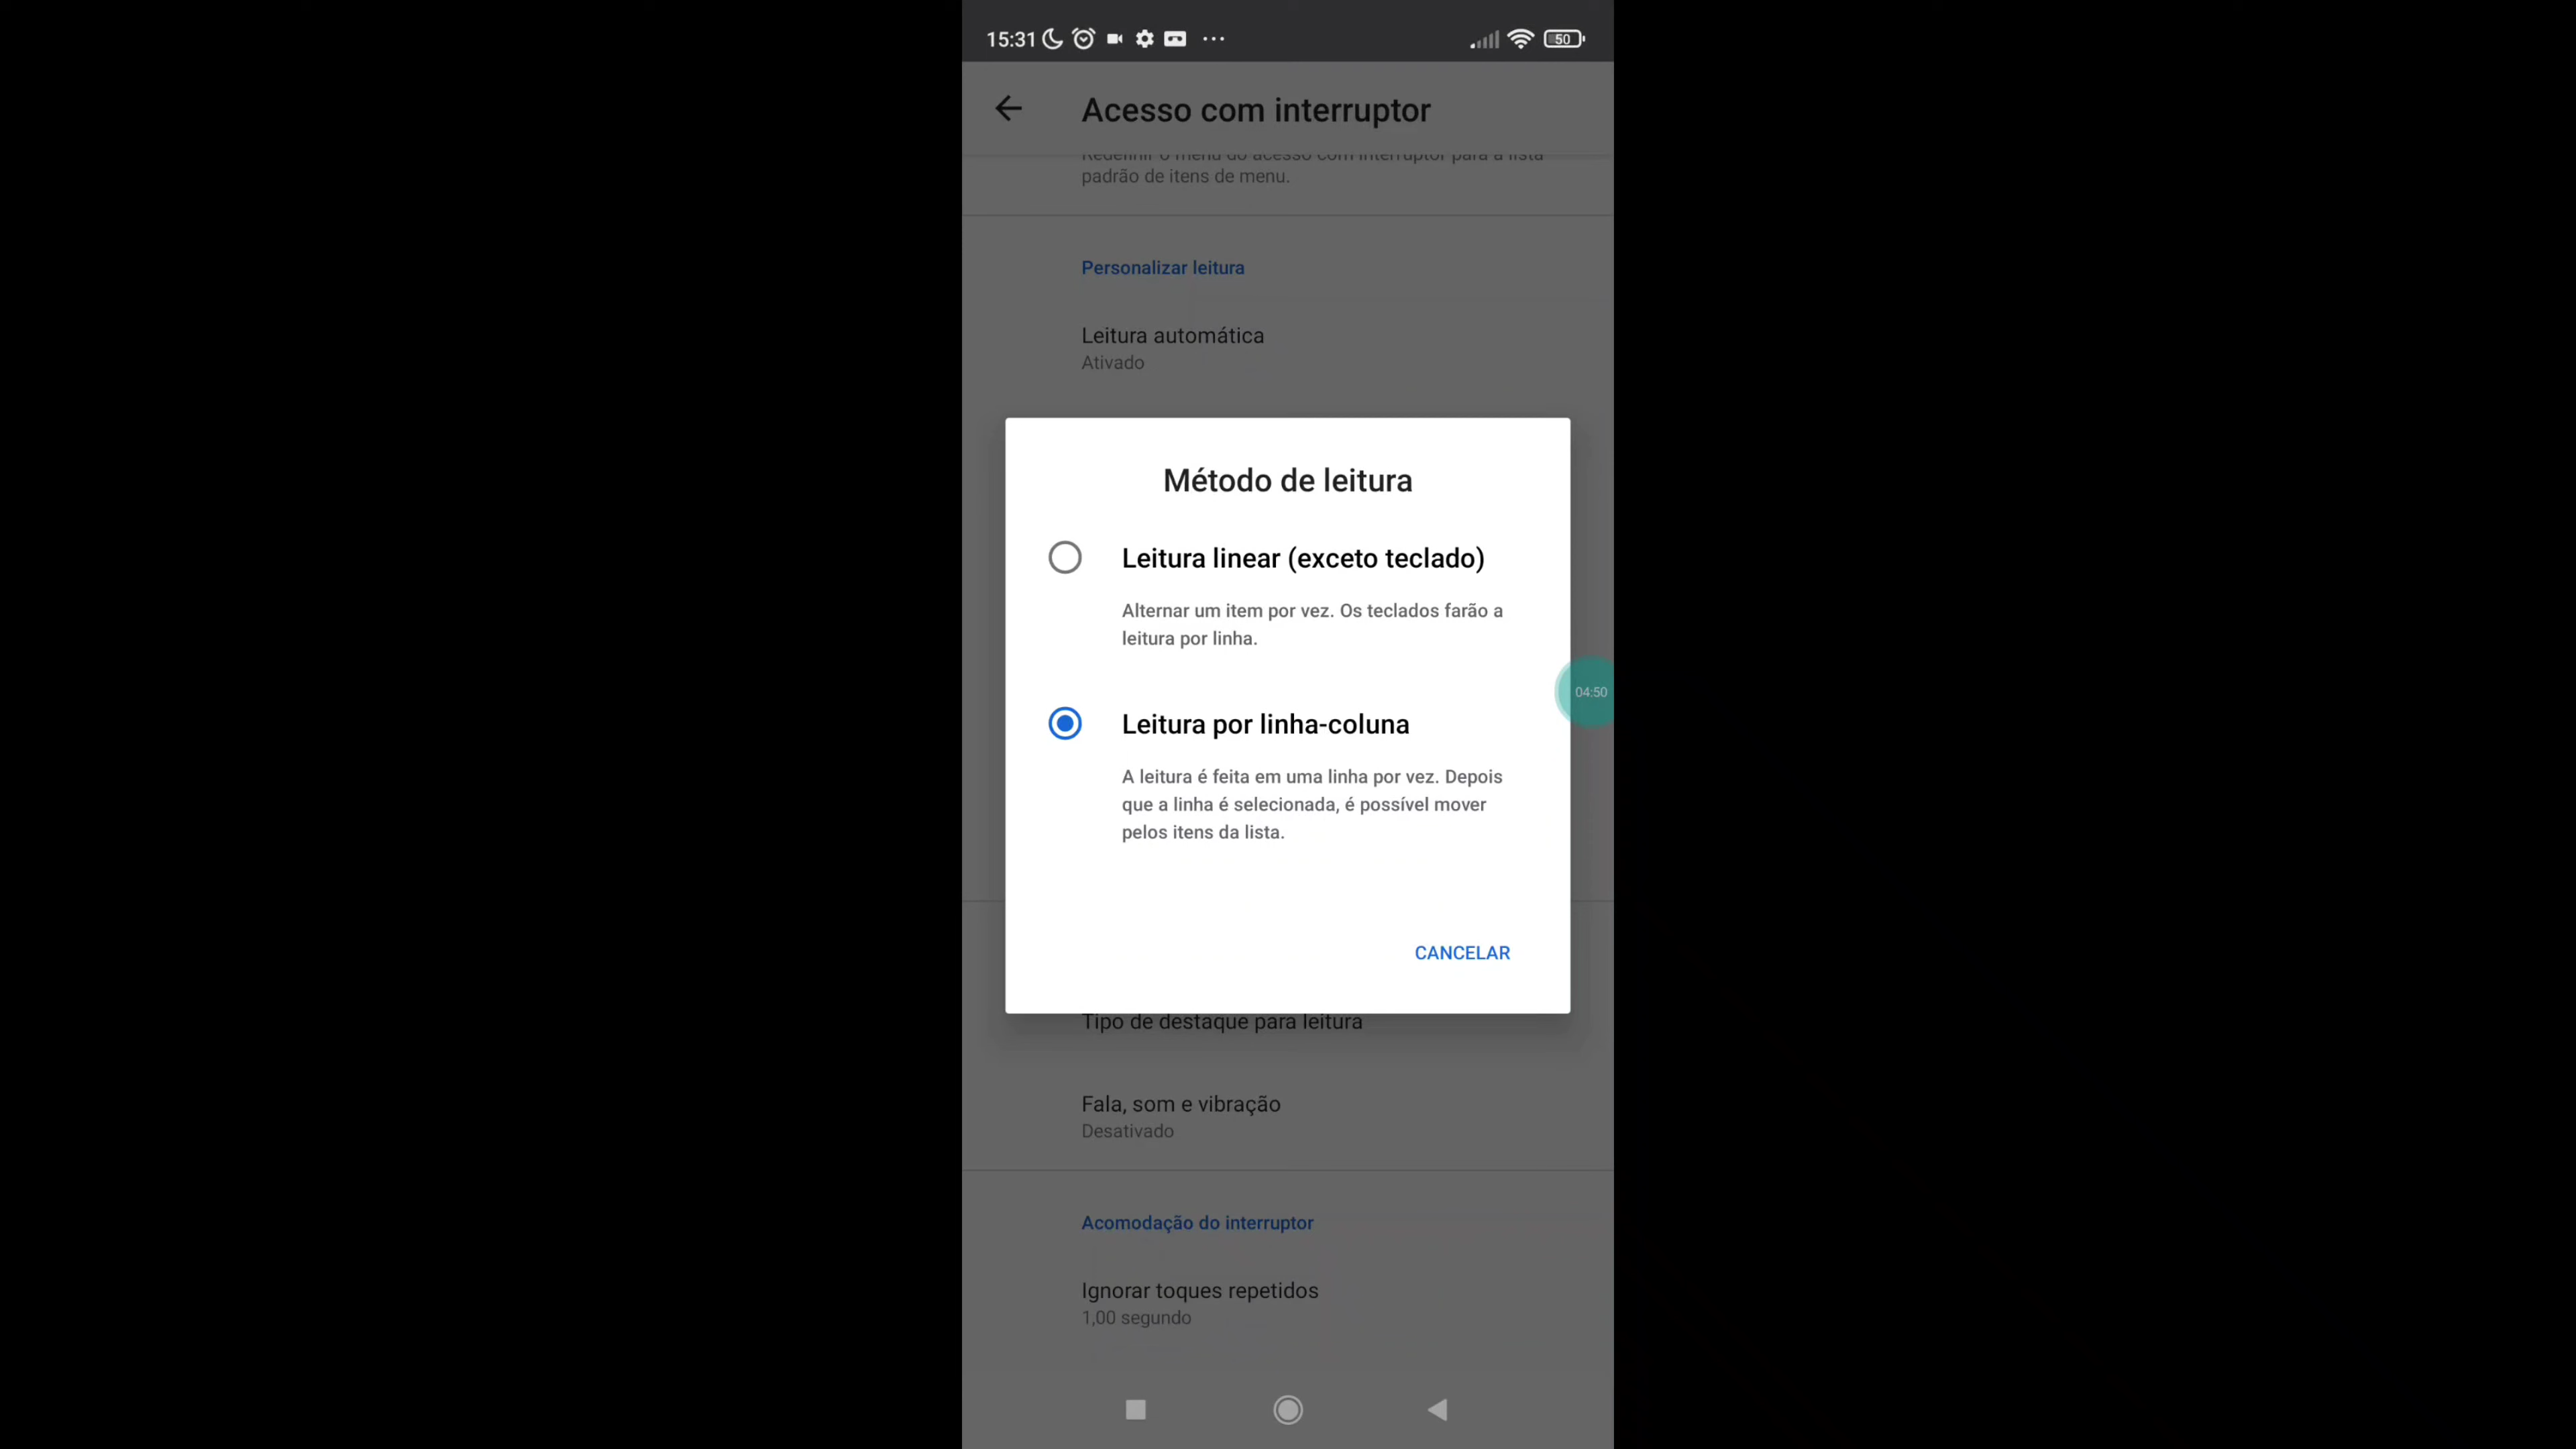 15:31
50
Acesso com interruptor
Redefinir o menu do acesso com interruptor para a lista
padrão de itens de menu.
Personalizar leitura
Leitura automática
Ativado
Método de leitura
Leitura linear (exceto teclado)
Alternar um item por vez. Os teclados farão a
leitura por linha.
04:50
Leitura por linha-coluna
A leitura é feita em uma linha por vez. Depois
que a linha é selecionada, é possível mover
pelos itens da lista.
CANCELAR
Tipo de destaque para leitura
Fala, som e vibração
Desativado
Acomodação do interruptor
Ignorar toques repetidos
1,00 segundo